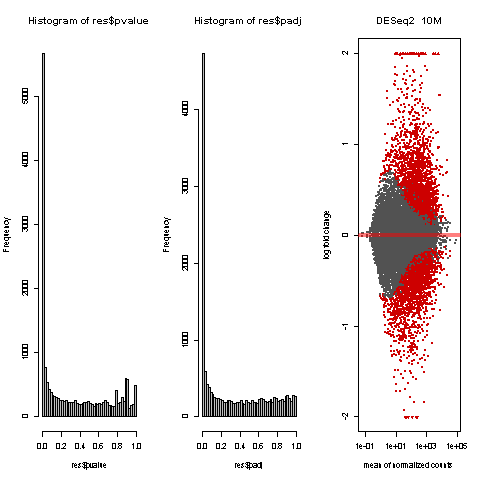 Histogram of res$pvalue
Frequency
0 1000 2000 3000 4000 5000
0.0 0.2 0.4 0.6 0.8 1.0
res$pvalue
Histogram of res$padj
Frequency
0 1000 2000 3000 4000
0.0 0.2 0.4 0.6 0.8 1.0
res$padj
DESeq2 10M
log fold change
-2 -1 0 1 2
1e-01 1e+01 1e+03 1e+05
mean of normalized counts